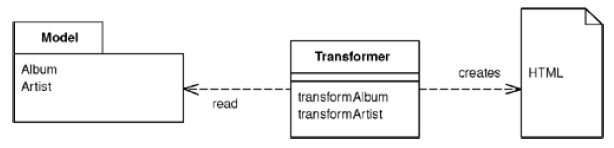 Model
Album
Artist
read
Transformer
transformAlbum
transformArtist
creates
HTML